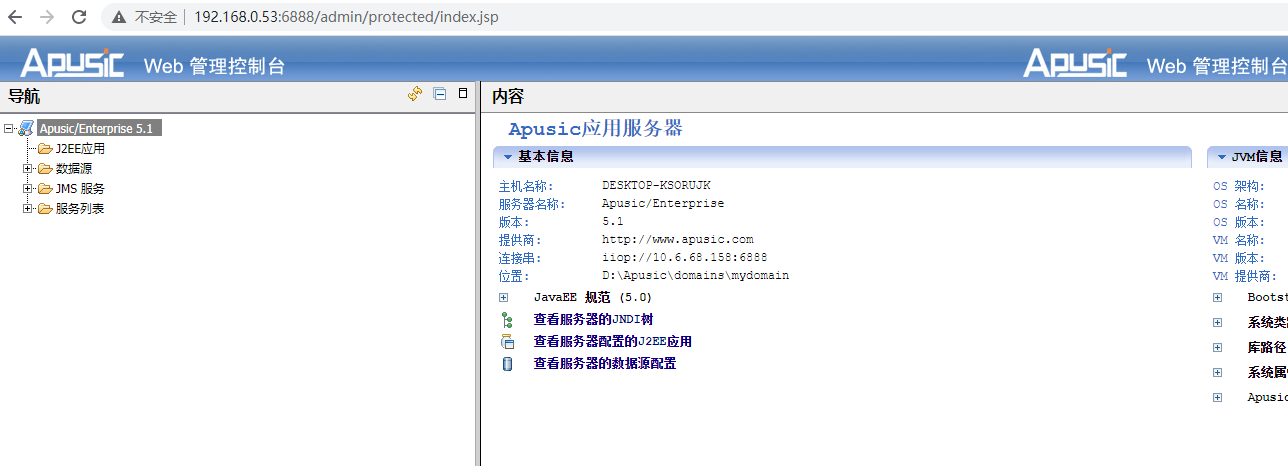 不安全 | 192.168.0.53:6888/admin/protected/index.jsp
Apusic Web 管理控制台
Apusic Web 管理控制台
导航
Apusic/Enterprise 5.1
J2EE应用
数据源
JMS 服务
服务列表
内容
Apusic应用服务器
基本信息
主机名称: DESKTOP-KSORUJK
服务器名称: Apusic/Enterprise
版本: 5.1
提供商: http://www.apusic.com
连接串: iiop://10.6.68.158:6888
位置: D:\Apusic\domains\mydomain
JavaEE 规范 (5.0)
查看服务器的JNDI树
查看服务器配置的J2EE应用
查看服务器的数据源配置
JVM信息
OS 架构:
OS 名称:
OS 版本:
VM 名称:
VM 版本:
VM 提供商:
Bootst
系统类
库路径
系统属
Apusic